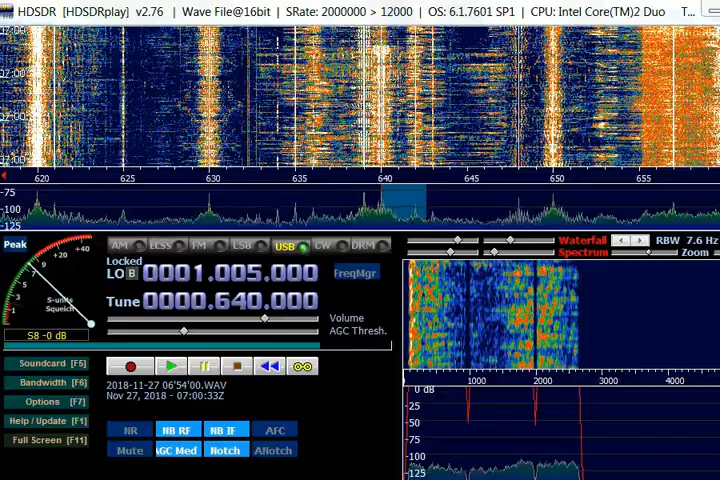 HDSDR [HDSDRplay] v2.76 | Wave File@16bit | SRate: 2000000 > 12000 | OS: 6.1.7601 SP1 | CPU: Intel Core(TM)2 Duo T...
620 625 630 635 640 645 650 655
-75
-100
-125
Peak
AM ECSS FM LSB USB CW DRM
Waterfall RBW 7.6 Hz
Spectrum Zoom
+20 +40
1 3 5 7 9
S-units
Squelch
S8 -0 dB
Locked
LO B 0001.005.000
FreqMgr
Tune 0000.640.000
Volume
AGC Thresh.
Soundcard [F5]
Bandwidth [F6]
Options [F7]
Help / Update [F1]
Full Screen [F11]
2018-11-27 06'54'00.WAV
Nov 27, 2018 - 07:00:33Z
NR NB RF NB IF AFC
Mute AGC Med Notch ANotch
0 1000 2000 3000 4000
0 dB
-25
-50
-75
-100
-125